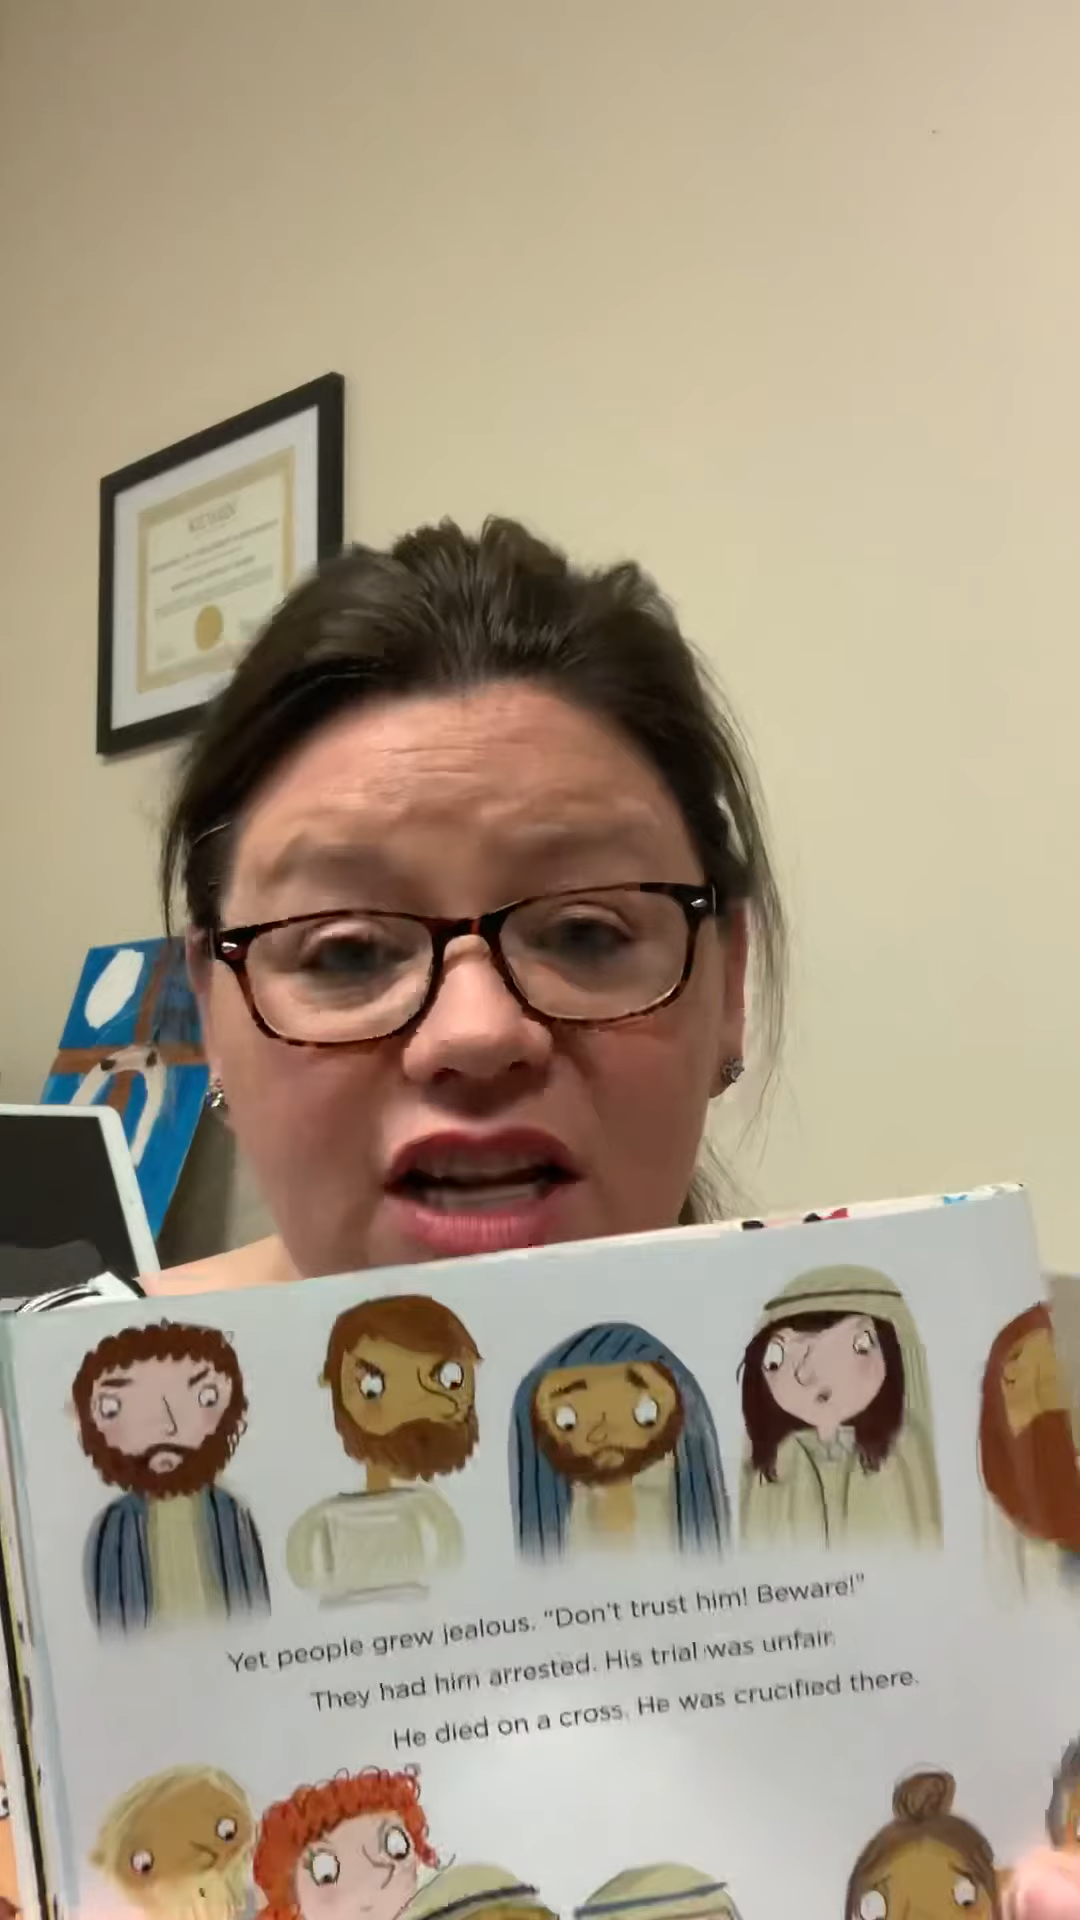 Yet people grew jealous. "Don't trust him! Beware!"
They had him arrested. His trial was unfair.
He died on a cross. He was crucified there.